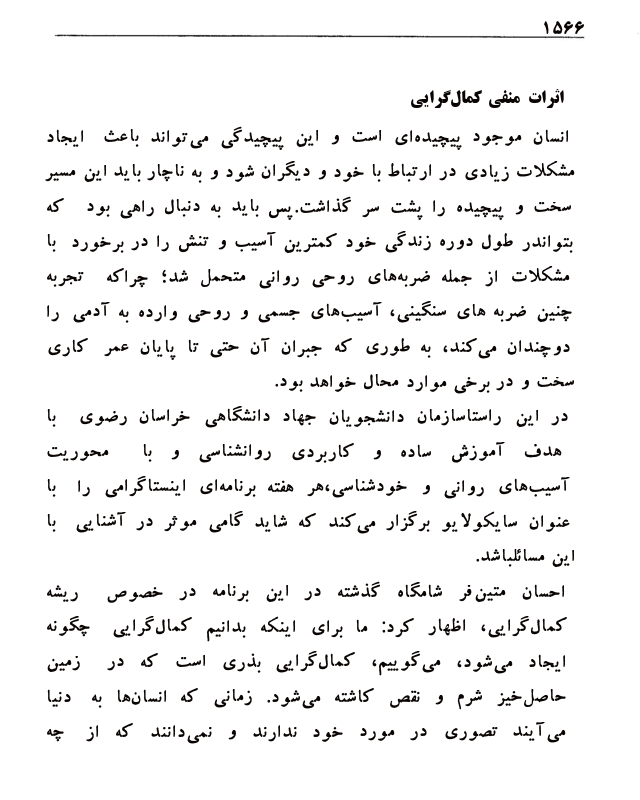 ۱۵۶۶
اثرات منفی کمال‌گرایی
انسان موجود پیچیده‌ای است و این پیچیدگی می‌تواند باعث ایجاد
مشکلات زیادی در ارتباط با خود و دیگران شود و به ناچار باید این مسیر
سخت و پیچیده را پشت سر گذاشت.پس باید به دنبال راهی بود که
بتواندر طول دوره زندگی خود کمترین آسیب و تنش را در برخورد با
مشکلات از جمله ضربه‌های روحی روانی متحمل شد؛ چراکه تجربه
چنین ضربه های سنگینی، آسیب‌های جسمی و روحی وارده به آدمی را
دوچندان می‌کند، به طوری که جبران آن حتی تا پایان عمر کاری
سخت و در برخی موارد محال خواهد بود.
در این راستاسازمان دانشجویان جهاد دانشگاهی خراسان رضوی با
هدف آموزش ساده و کاربردی روانشناسی و با محوریت
آسیب‌های روانی و خودشناسی،هر هفته برنامه‌ای اینستاگرامی را با
عنوان سایکولایو برگزار می‌کند که شاید گامی موثر در آشنایی با
این مسائلباشد.
احسان متین‌فر شامگاه گذشته در این برنامه در خصوص ریشه
کمال‌گرایی، اظهار کرد: ما برای اینکه بدانیم کمال‌گرایی چگونه
ایجاد می‌شود، می‌گوییم، کمال‌گرایی بذری است که در زمین
حاصل‌خیز شرم و نقص کاشته می‌شود. زمانی که انسان‌ها به دنیا
می‌آیند تصوری در مورد خود ندارند و نمی‌دانند که از چه